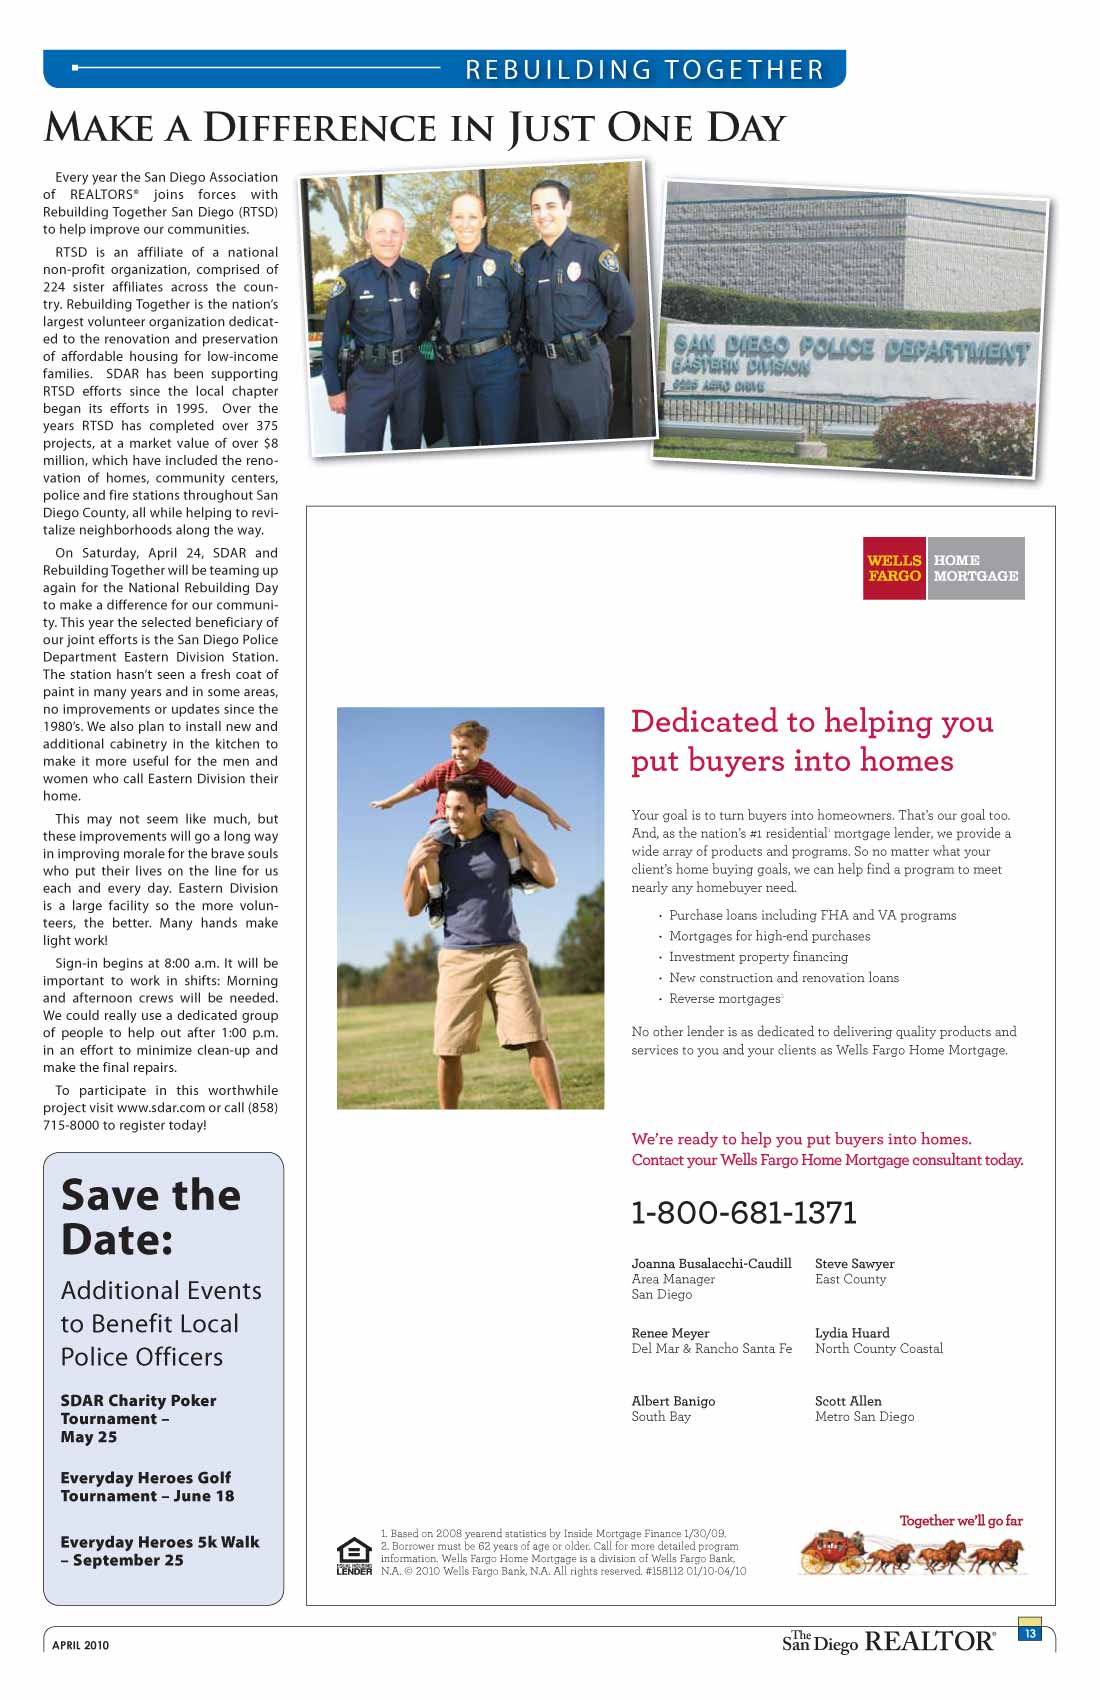 REBUILDING TOGETHER
MAKE A DIFFERENCE IN JUST ONE DAY
Every year the San Diego Association
of REALTORS® joins forces with
Rebuilding Together San Diego (RTSD)
to help improve our communities.
RTSD is an affiliate of a national
non-profit organization, comprised of
224 sister affiliates across the coun-
try. Rebuilding Together is the nation's
largest volunteer organization dedicat-
ed to the renovation and preservation
of affordable housing for low-income
families. SDAR has been supporting
RTSD efforts since the local chapter
began its efforts in 1995. Over the
years RTSD has completed over 375
projects, at a market value of over $8
million, which have included the reno-
vation of homes, community centers,
police and fire stations throughout San
Diego County, all while helping to revi-
talize neighborhoods along the way.
On Saturday, April 24, SDAR and
Rebuilding Together will be teaming up
again for the National Rebuilding Day
to make a difference for our communi-
ty. This year the selected beneficiary of
our joint efforts is the San Diego Police
Department Eastern Division Station.
The station hasn't seen a fresh coat of
paint in many years and in some areas,
no improvements or updates since the
1980's. We also plan to install new and
additional cabinetry in the kitchen to
make it more useful for the men and
women who call Eastern Division their
home.
This may not seem like much, but
these improvements will go a long way
in improving morale for the brave souls
who put their lives on the line for us
each and every day. Eastern Division
is a large facility so the more volun-
teers, the better. Many hands make
light work!
Sign-in begins at 8:00 a.m. It will be
important to work in shifts: Morning
and afternoon crews will be needed.
We could really use a dedicated group
of people to help out after 1:00 p.m.
in an effort to minimize clean-up and
make the final repairs.
To participate in this worthwhile
project visit www.sdar.com or call (858)
715-8000 to register today!
SAN DIEGO POLICE DEPARTMENT
EASTERN DIVISION
9225 AERO DRIVE
Save the
Date:
Additional Events
to Benefit Local
Police Officers
SDAR Charity Poker
Tournament –
May 25
Everyday Heroes Golf
Tournament – June 18
Everyday Heroes 5k Walk
– September 25
WELLS
FARGO
HOME
MORTGAGE
Dedicated to helping you
put buyers into homes
Your goal is to turn buyers into homeowners. That's our goal too.
And, as the nation's #1 residential¹ mortgage lender, we provide a
wide array of products and programs. So no matter what your
client's home buying goals, we can help find a program to meet
nearly any homebuyer need.
• Purchase loans including FHA and VA programs
• Mortgages for high-end purchases
• Investment property financing
• New construction and renovation loans
• Reverse mortgages²
No other lender is as dedicated to delivering quality products and
services to you and your clients as Wells Fargo Home Mortgage.
We're ready to help you put buyers into homes.
Contact your Wells Fargo Home Mortgage consultant today.
1-800-681-1371
Joanna Busalacchi-Caudill
Area Manager
San Diego
Steve Sawyer
East County
Renee Meyer
Del Mar & Rancho Santa Fe
Lydia Huard
North County Coastal
Albert Banigo
South Bay
Scott Allen
Metro San Diego
Together we'll go far
EQUAL HOUSING
LENDER
1. Based on 2008 yearend statistics by Inside Mortgage Finance 1/30/09.
2. Borrower must be 62 years of age or older. Call for more detailed program
information. Wells Fargo Home Mortgage is a division of Wells Fargo Bank,
N.A. © 2010 Wells Fargo Bank, N.A. All rights reserved. #158112 01/10-04/10
APRIL 2010
The San Diego REALTOR®
13